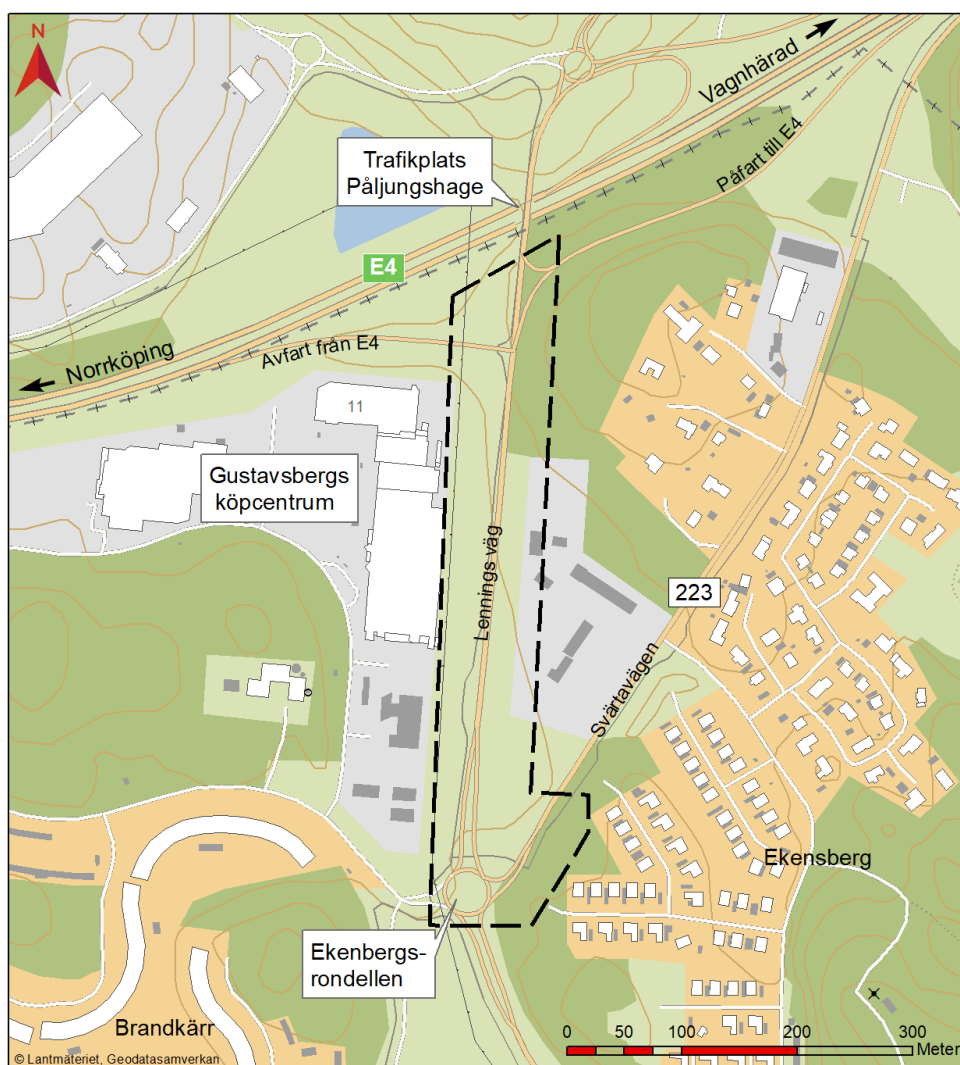 N
Vagnhärad
Trafikplats
Påljungshage
Påfart till E4
E4
Norrköping
Avfart från E4
11
Gustavsbergs
köpcentrum
Lennings väg
223
Svärtavägen
Ekensberg
Ekenbergs-
rondellen
Brandkärr
0 50 100 200 300
Meter
© Lantmäteriet, Geodatasamverkan